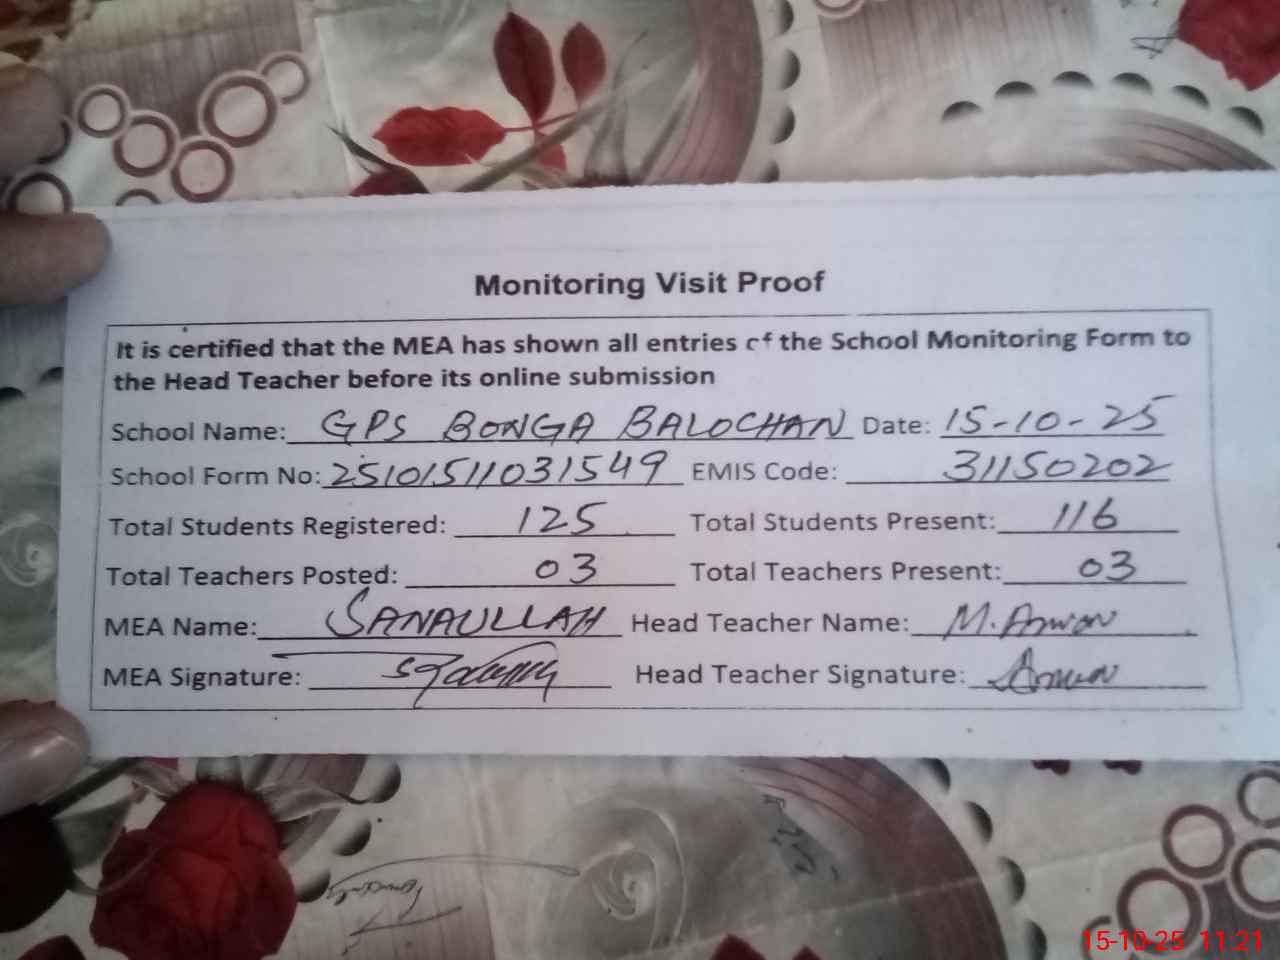 Monitoring Visit Proof
It is certified that the MEA has shown all entries of the School Monitoring Form to
the Head Teacher before its online submission
School Name: GPS BONGA BALOCHAN Date: 15-10-25
School Form No: 25101511031549 EMIS Code: 31150202
Total Students Registered: 125 Total Students Present: 116
Total Teachers Posted: 03 Total Teachers Present: 03
MEA Name: SANAULLAH Head Teacher Name: M. Anwar
MEA Signature: Head Teacher Signature:
15-10-25 11:21